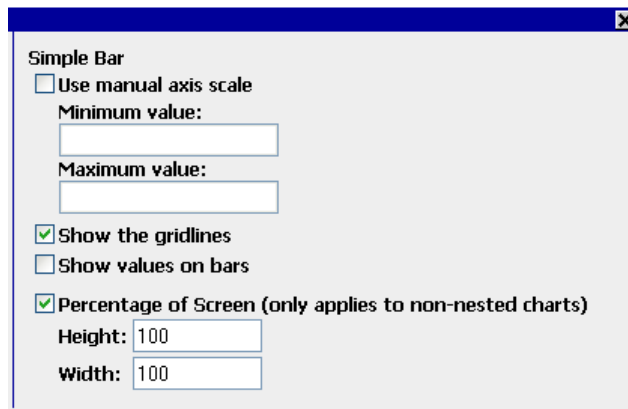 Simple Bar
Use manual axis scale
Minimum value:
Maximum value:
Show the gridlines
Show values on bars
Percentage of Screen (only applies to non-nested charts)
Height: 100
Width: 100